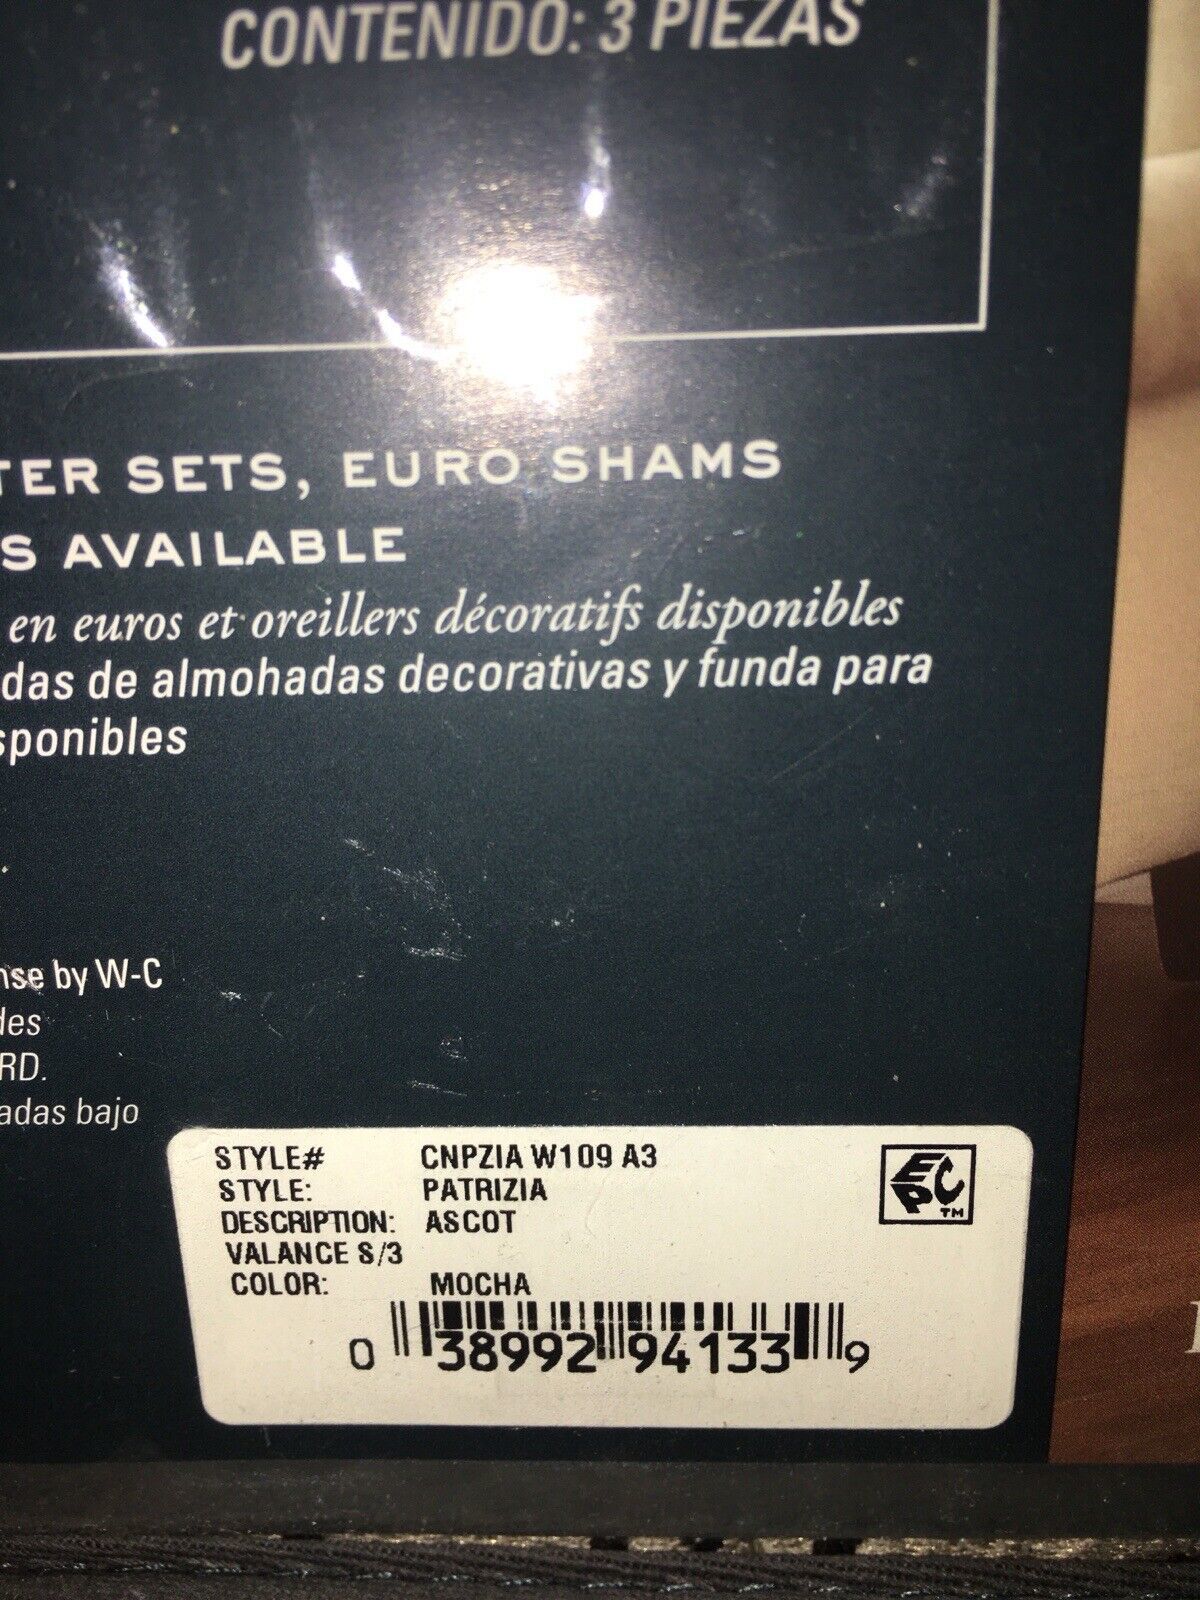 CONTENIDO: 3 PIEZAS
TER SETS, EURO SHAMS
S AVAILABLE
en euros et oreillers décoratifs disponibles
das de almohadas decorativas y funda para
sponibles
nse by W-C
des
RD.
adas bajo
STYLE# CNPZIA W109 A3
STYLE: PATRIZIA
DESCRIPTION: ASCOT
VALANCE S/3
COLOR: MOCHA
EPC TM
0 38992 94133 9